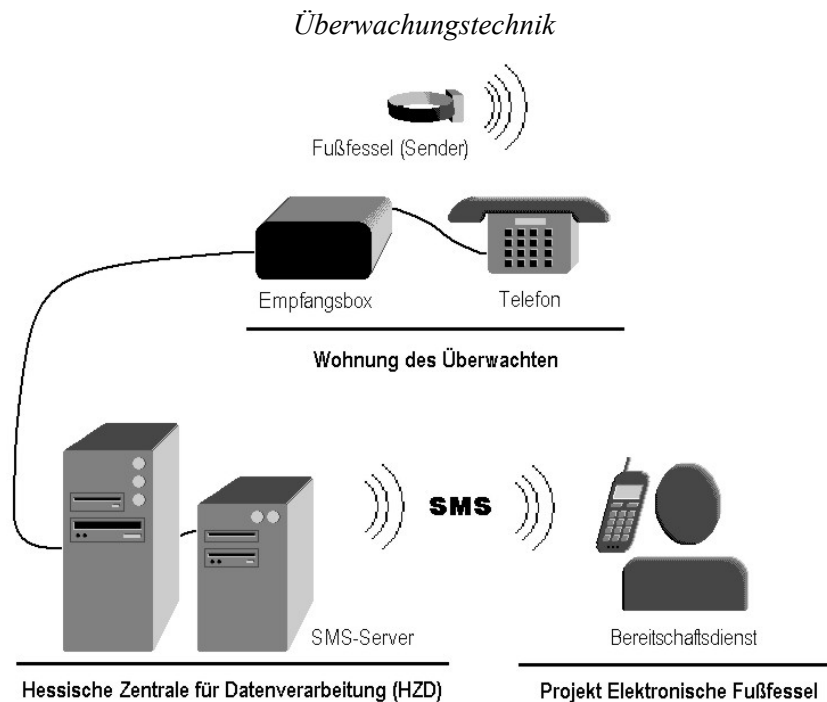 Überwachungstechnik
Fußfessel (Sender)
Empfangsbox
Telefon
Wohnung des Überwachten
SMS
SMS-Server
Bereitschaftsdienst
Hessische Zentrale für Datenverarbeitung (HZD)
Projekt Elektronische Fußfessel